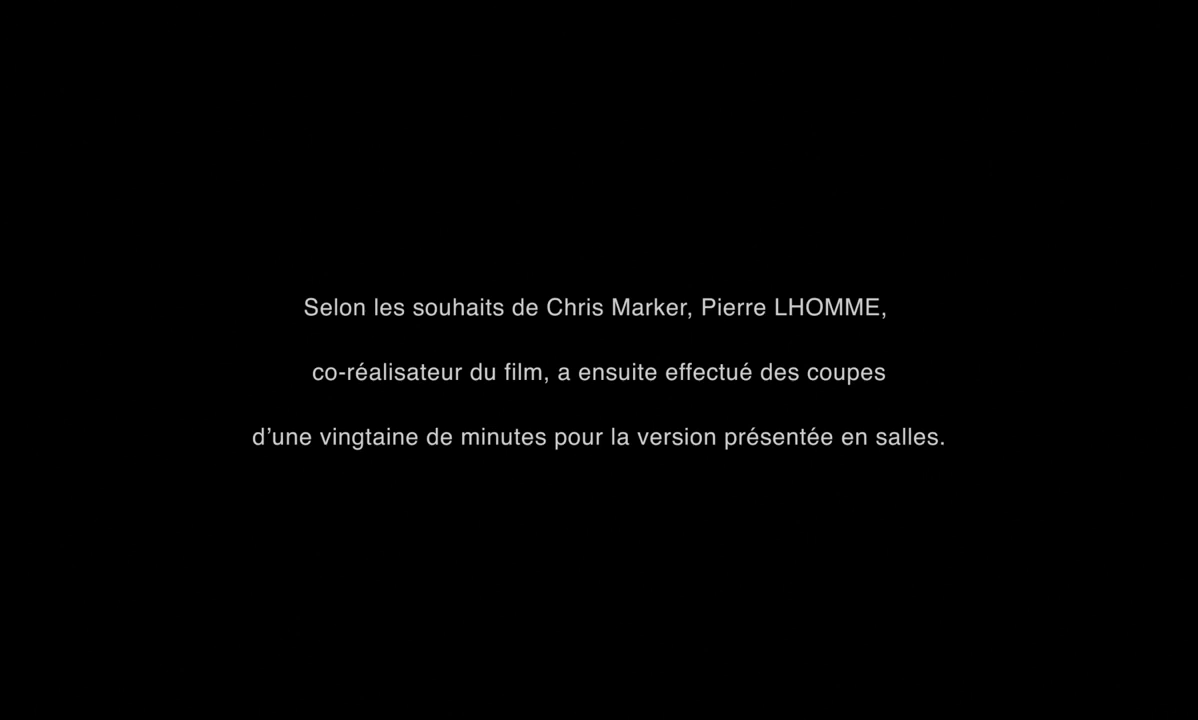 Selon les souhaits de Chris Marker, Pierre LHOMME,
co-réalisateur du film, a ensuite effectué des coupes
d’une vingtaine de minutes pour la version présentée en salles.